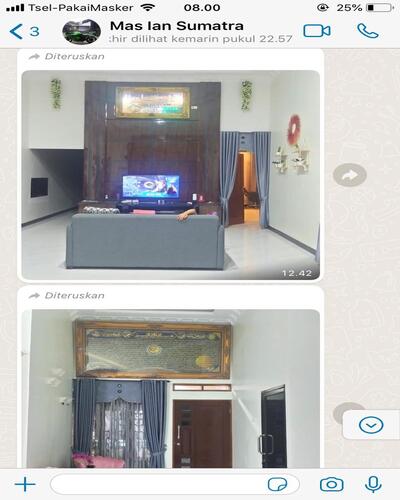 Tsel-PakaiMasker
08.00
25%
3
Mas Ian Sumatra
:hir dilihat kemarin pukul 22.57
Diteruskan
12.42
Diteruskan